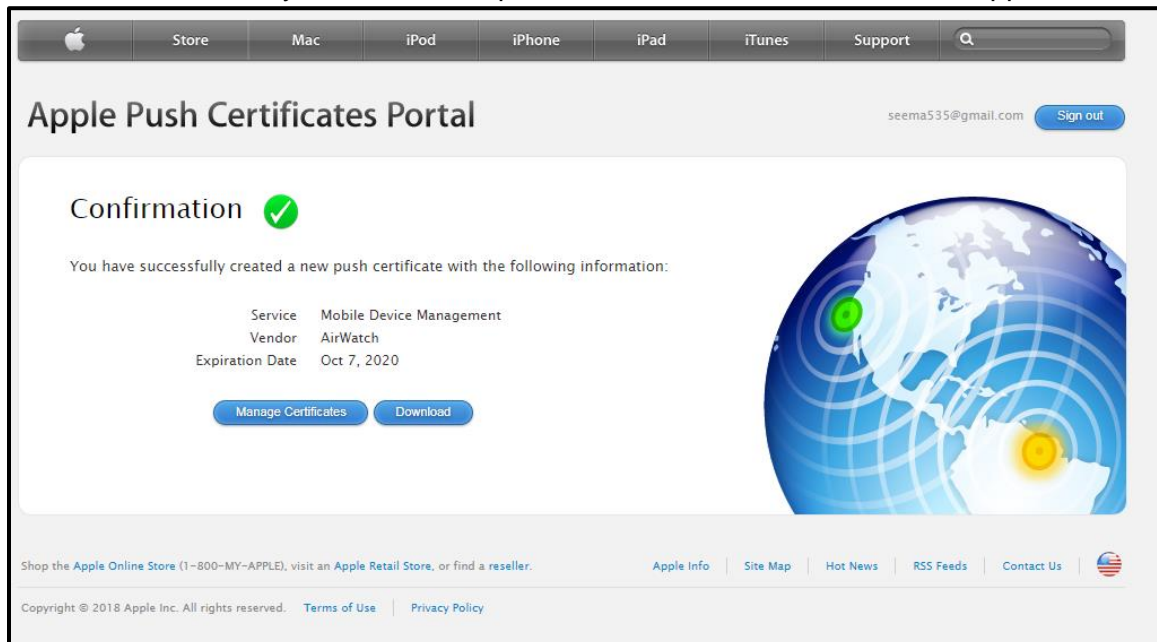 Store Mac iPod iPhone iPad iTunes Support
Apple Push Certificates Portal
seema535@gmail.com Sign out
Confirmation
You have successfully created a new push certificate with the following information:
Service Mobile Device Management
Vendor AirWatch
Expiration Date Oct 7, 2020
Manage Certificates Download
Shop the Apple Online Store (1-800-MY-APPLE), visit an Apple Retail Store, or find a reseller. Apple Info Site Map Hot News RSS Feeds Contact Us
Copyright © 2018 Apple Inc. All rights reserved. Terms of Use Privacy Policy